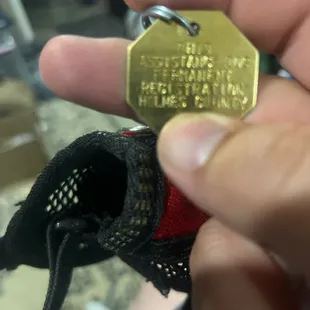 ASSISTANCE DOG
PERMANENT
REGISTRATION
HOLMES COUNTY